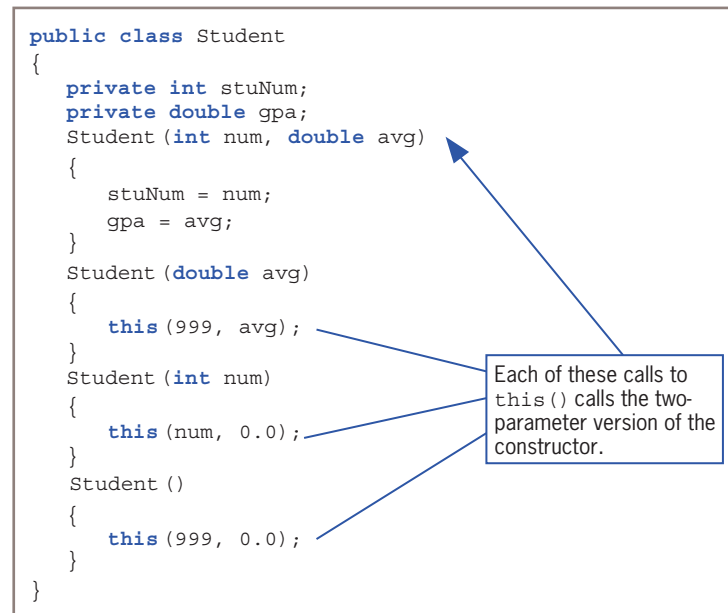 public class Student
{
private int stuNum;
private double gpa;
Student(int num, double avg)
{
stuNum = num;
gpa = avg;
}
Student(double avg)
{
this(999, avg);
}
Student(int num)
{
this(num, 0.0);
}
Student()
{
this(999, 0.0);
}
}
Each of these calls to
this() calls the two-
parameter version of the
constructor.